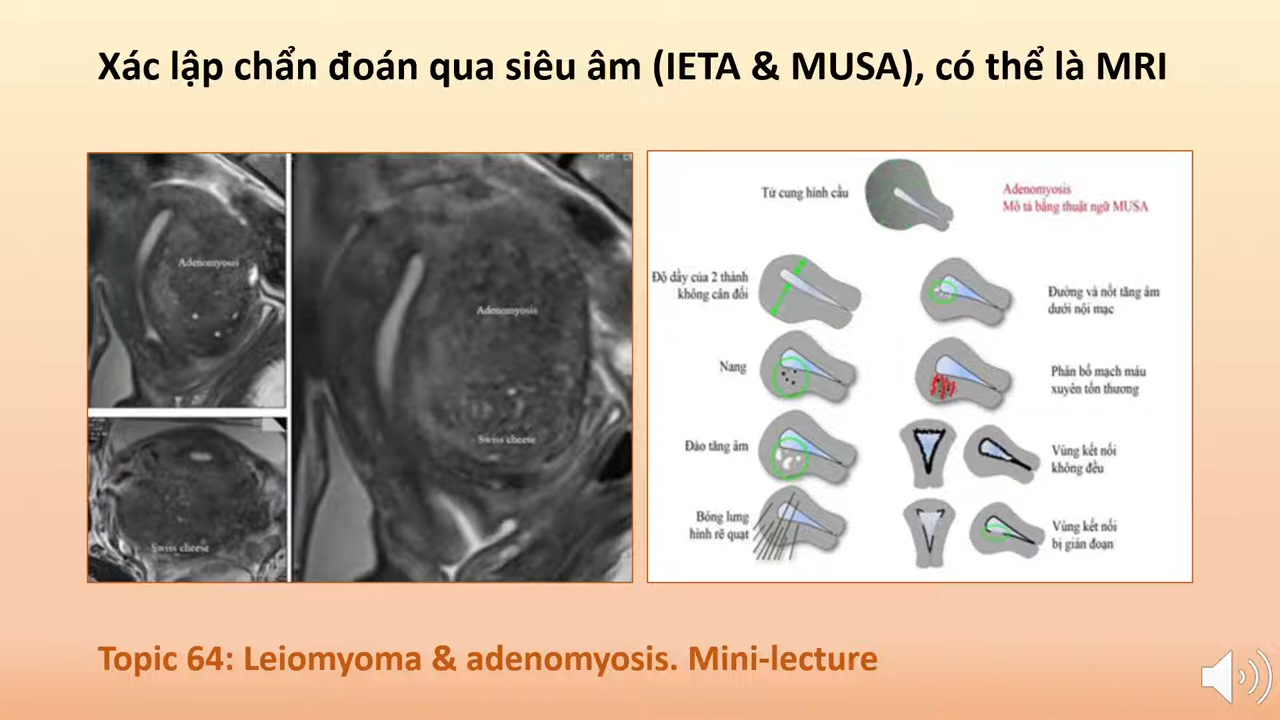 Xác lập chẩn đoán qua siêu âm (IETA & MUSA), có thể là MRI
Adenomyosis
Swiss cheese
Adenomyosis
Swiss cheese
Tử cung hình cầu
Adenomyosis
Mô tả bằng thuật ngữ MUSA
Độ dầy của 2 thành
không cân đối
Đường và nốt tăng âm
dưới nội mạc
Nang
Phân bố mạch máu
xuyên tổn thương
Đảo tăng âm
Vùng kết nối
không đều
Bóng lưng
hình rẽ quạt
Vùng kết nối
bị gián đoạn
Topic 64: Leiomyoma & adenomyosis. Mini-lecture